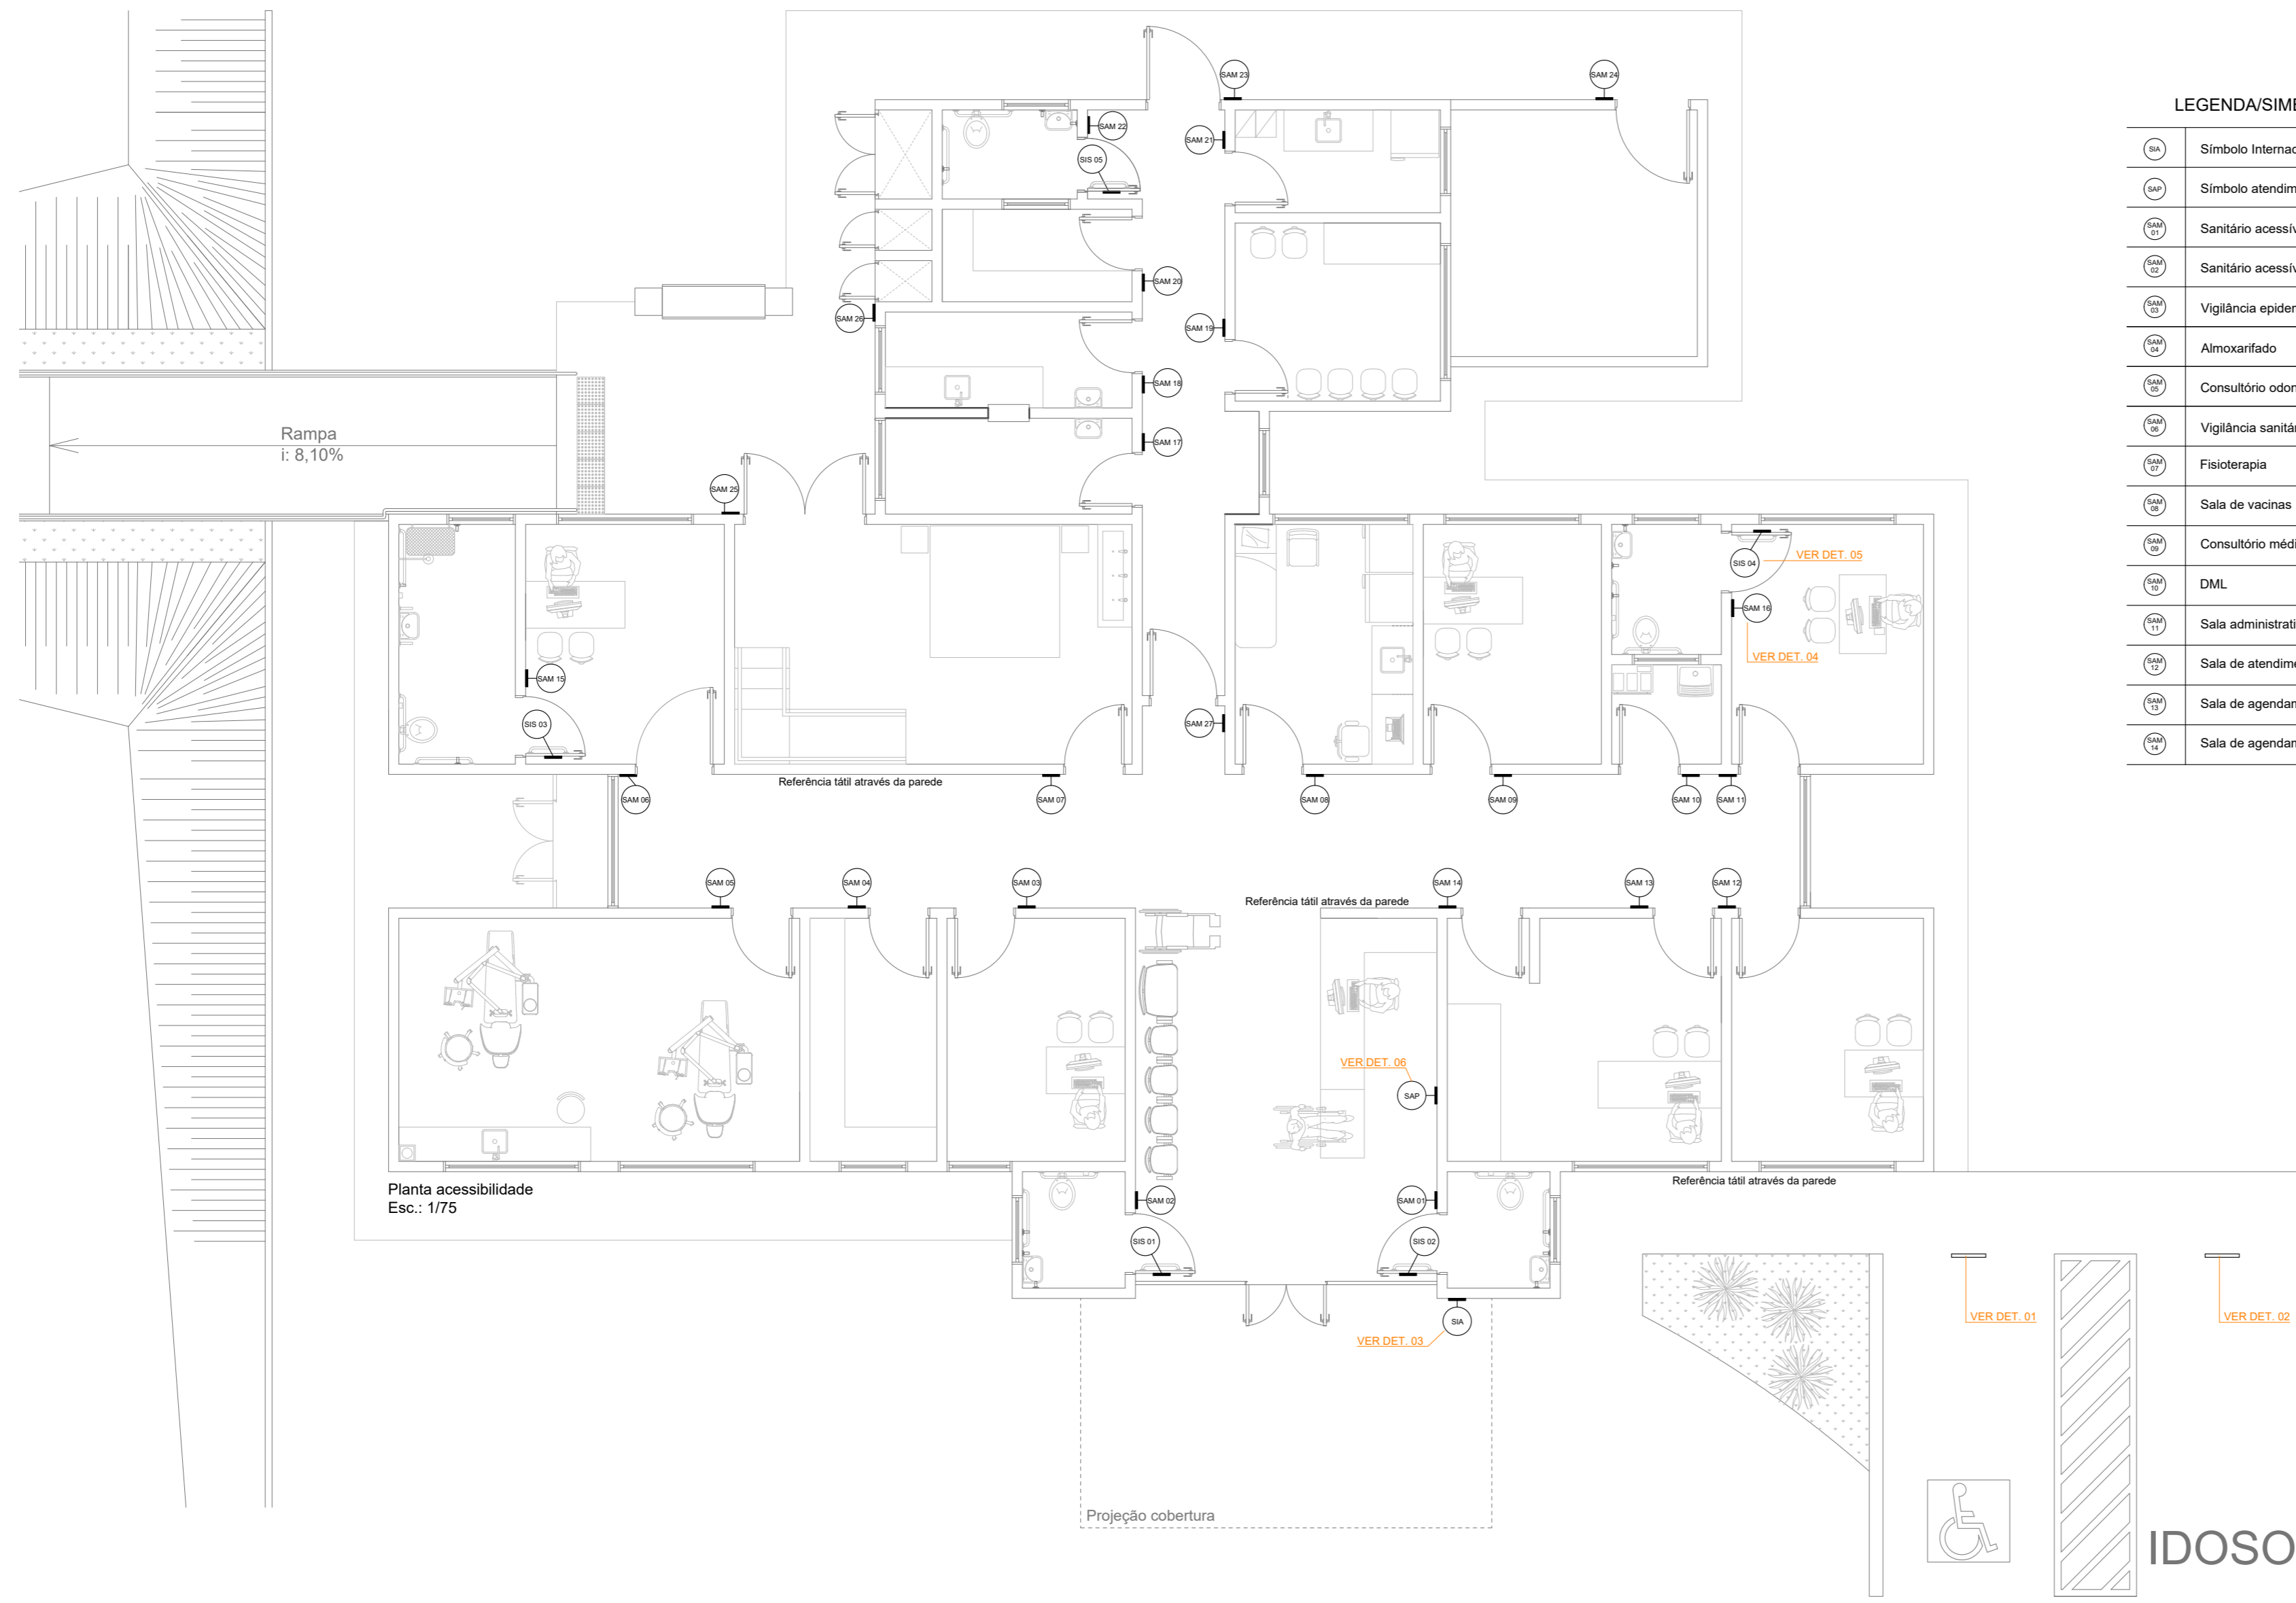 SAM 23
SAM 24
SAM 22
SAM 21
SIS 05
SAM 20
SAM 26
SAM 19
SAM 18
SAM 17
Rampa
i: 8,10%
SAM 25
SIS 04
VER DET. 05
SAM 16
VER DET. 04
SAM 15
SIS 03
SAM 27
Referência tátil através da parede
SAM 06
SAM 07
SAM 08
SAM 09
SAM 10
SAM 11
SAM 05
SAM 04
SAM 03
SAM 14
SAM 13
SAM 12
Referência tátil através da parede
VER DET. 06
SAP
Referência tátil através da parede
Planta acessibilidade
Esc.: 1/75
SAM 02
SAM 01
SIS 01
SIS 02
SIA
VER DET. 03
VER DET. 01
VER DET. 02
Projeção cobertura
IDOSO
LEGENDA/SIMB
SIA Símbolo Internac
SAP Símbolo atendim
SAM 01 Sanitário acessív
SAM 02 Sanitário acessív
SAM 03 Vigilância epider
SAM 04 Almoxarifado
SAM 05 Consultório odon
SAM 06 Vigilância sanitár
SAM 07 Fisioterapia
SAM 08 Sala de vacinas
SAM 09 Consultório médi
SAM 10 DML
SAM 11 Sala administrati
SAM 12 Sala de atendime
SAM 13 Sala de agendam
SAM 14 Sala de agendam